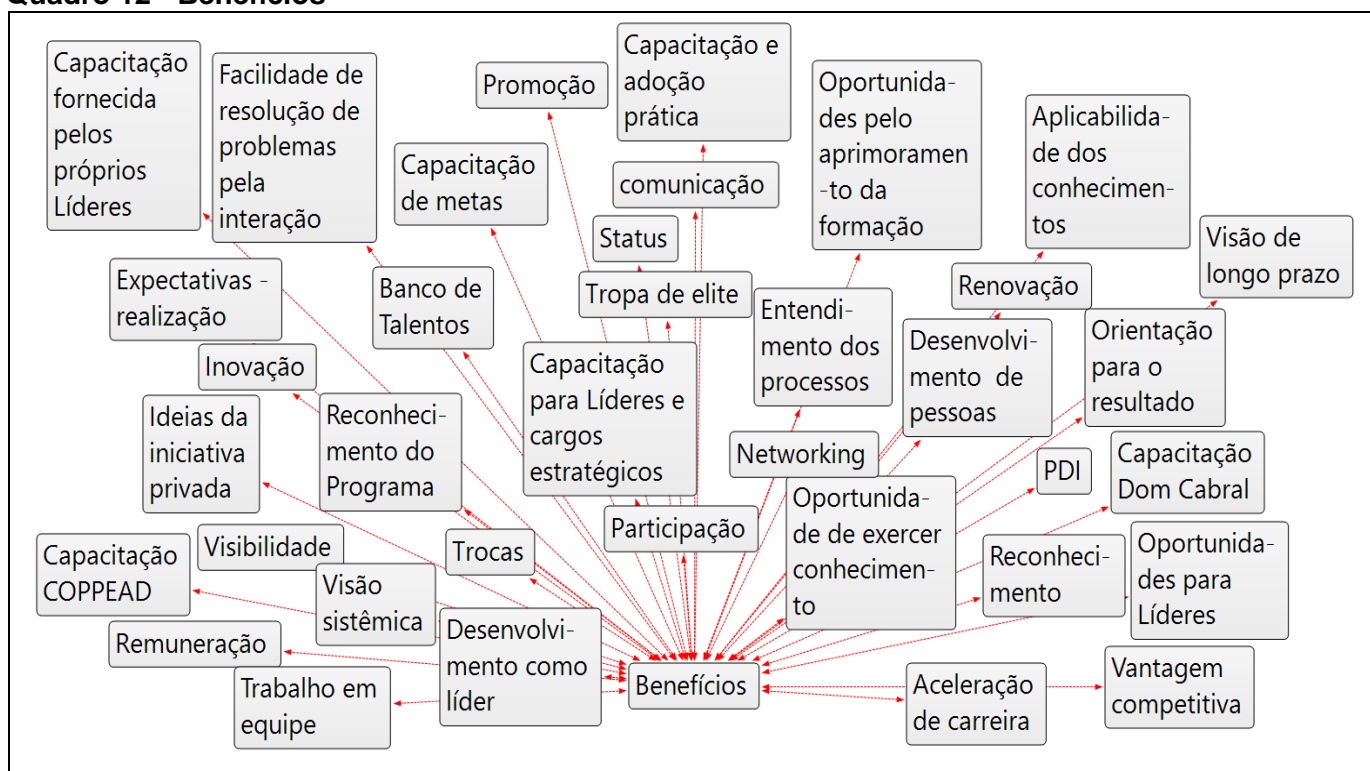 Quadro 12 - Benefícios
Capacitação
fornecida
pelos
próprios
Líderes
Facilidade de
resolução de
problemas
pela
interação
Promoção
Capacitação e
adoção
prática
Oportunida-
des pelo
aprimoramen
-to da
formação
Aplicabilida-
de dos
conhecimen-
tos
Capacitação
de metas
comunicação
Status
Visão de
longo prazo
Expectativas -
realização
Banco de
Talentos
Tropa de elite
Renovação
Entendi-
mento dos
processos
Desenvolvi-
mento de
pessoas
Orientação
para o
resultado
Inovação
Capacitação
para Líderes e
cargos
estratégicos
Ideias da
iniciativa
privada
Reconheci-
mento do
Programa
Networking
PDI
Capacitação
Dom Cabral
Oportunida-
de de exercer
conhecimen-
to
Participação
Visibilidade
Trocas
Capacitação
COPPEAD
Visão
sistêmica
Reconheci-
mento
Oportunida-
des para
Líderes
Remuneração
Desenvolvi-
mento como
líder
Trabalho em
equipe
Benefícios
Aceleração
de carreira
Vantagem
competitiva